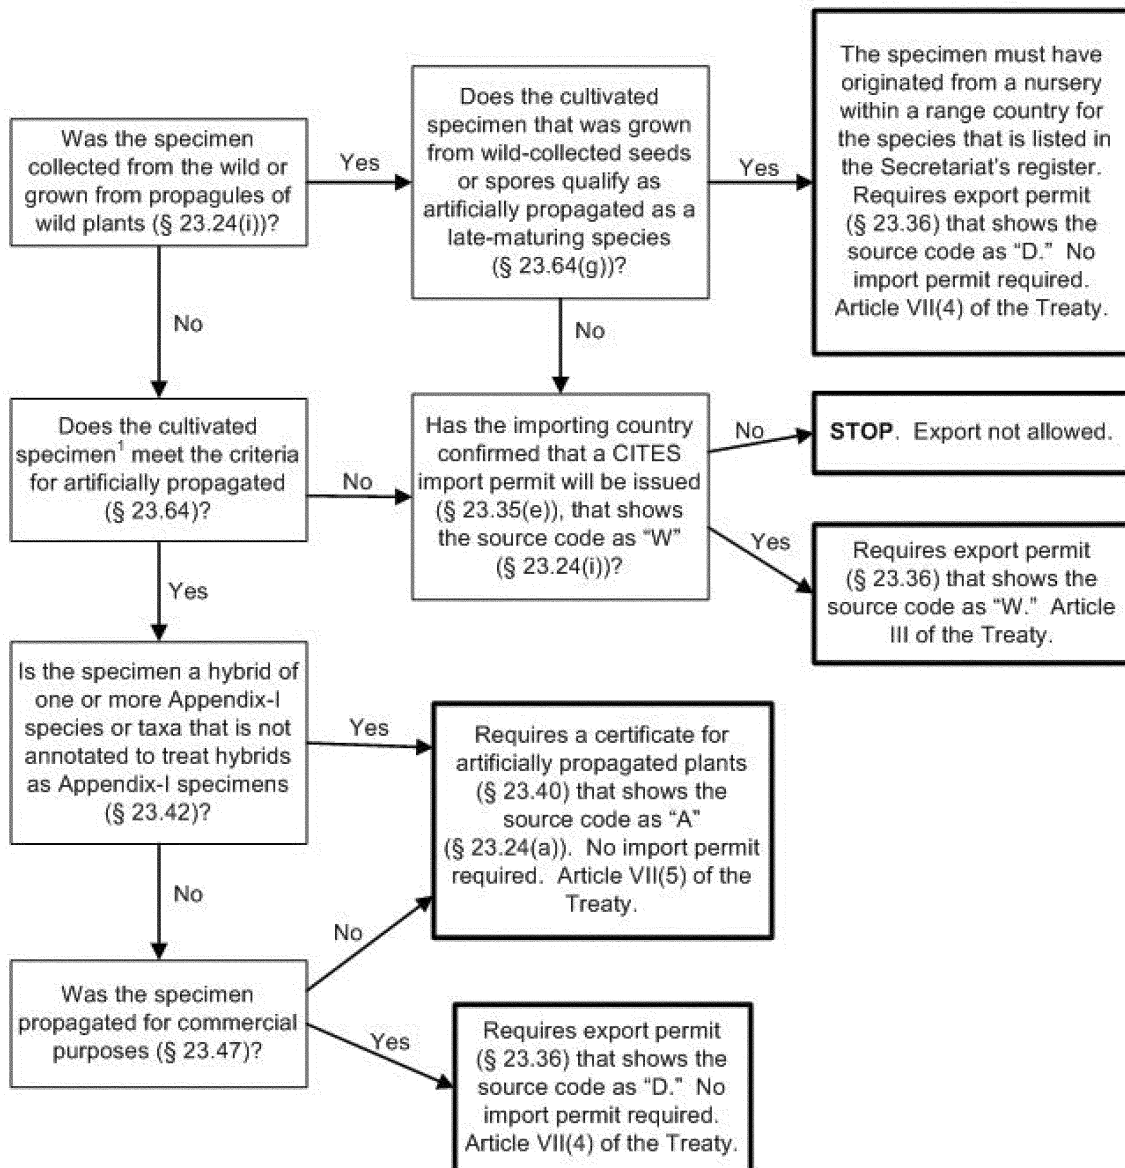 Was the specimen
collected from the wild or
grown from propagules of
wild plants (§ 23.24(i))?
Yes
Does the cultivated
specimen that was grown
from wild-collected seeds
or spores qualify as
artificially propagated as a
late-maturing species
(§ 23.64(g))?
Yes
The specimen must have
originated from a nursery
within a range country for
the species that is listed in
the Secretariat's register.
Requires export permit
(§ 23.36) that shows the
source code as “D.” No
import permit required.
Article VII(4) of the Treaty.
No
No
Does the cultivated
specimen1 meet the criteria
for artificially propagated
(§ 23.64)?
No
Has the importing country
confirmed that a CITES
import permit will be issued
(§ 23.35(e)), that shows
the source code as “W”
(§ 23.24(i))?
No
STOP. Export not allowed.
Yes
Requires export permit
(§ 23.36) that shows the
source code as “W.” Article
III of the Treaty.
Yes
Is the specimen a hybrid of
one or more Appendix-I
species or taxa that is not
annotated to treat hybrids
as Appendix-I specimens
(§ 23.42)?
Yes
Requires a certificate for
artificially propagated plants
(§ 23.40) that shows the
source code as “A”
(§ 23.24(a)). No import permit
required. Article VII(5) of the
Treaty.
No
No
Was the specimen
propagated for commercial
purposes (§ 23.47)?
Yes
Requires export permit
(§ 23.36) that shows the
source code as “D.” No
import permit required.
Article VII(4) of the Treaty.